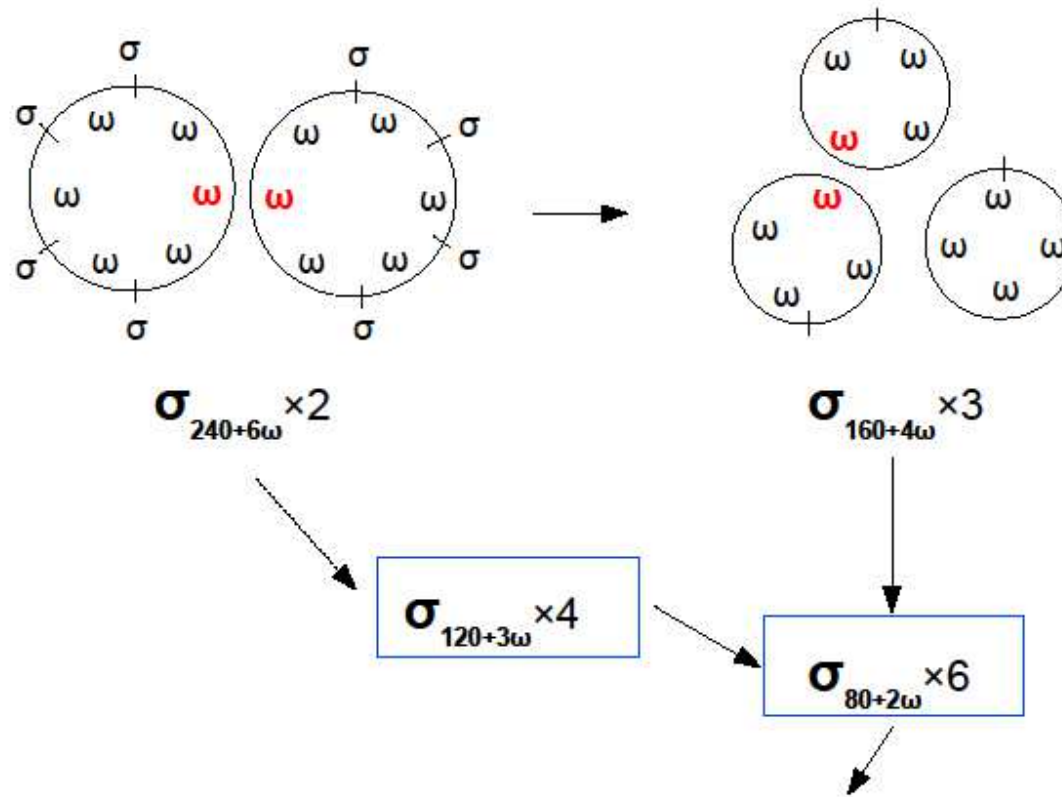 σ σ
σ ω ω ω ω σ
ω ω ω ω
σ ω ω ω ω σ
σ σ
ω ω
ω ω
ω
ω ω
ω
ω ω ω
ω
σ240+6ω×2
σ160+4ω×3
σ120+3ω×4
σ80+2ω×6